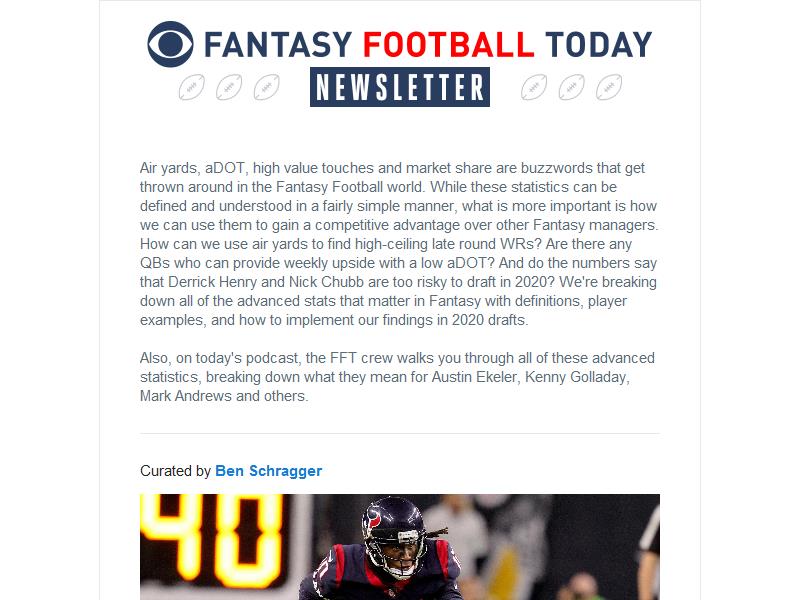 FANTASY FOOTBALL TODAY
NEWSLETTER
Air yards, aDOT, high value touches and market share are buzzwords that get
thrown around in the Fantasy Football world. While these statistics can be
defined and understood in a fairly simple manner, what is more important is how
we can use them to gain a competitive advantage over other Fantasy managers.
How can we use air yards to find high-ceiling late round WRs? Are there any
QBs who can provide weekly upside with a low aDOT? And do the numbers say
that Derrick Henry and Nick Chubb are too risky to draft in 2020? We're breaking
down all of the advanced stats that matter in Fantasy with definitions, player
examples, and how to implement our findings in 2020 drafts.
Also, on today's podcast, the FFT crew walks you through all of these advanced
statistics, breaking down what they mean for Austin Ekeler, Kenny Golladay,
Mark Andrews and others.
Curated by Ben Schragger
40